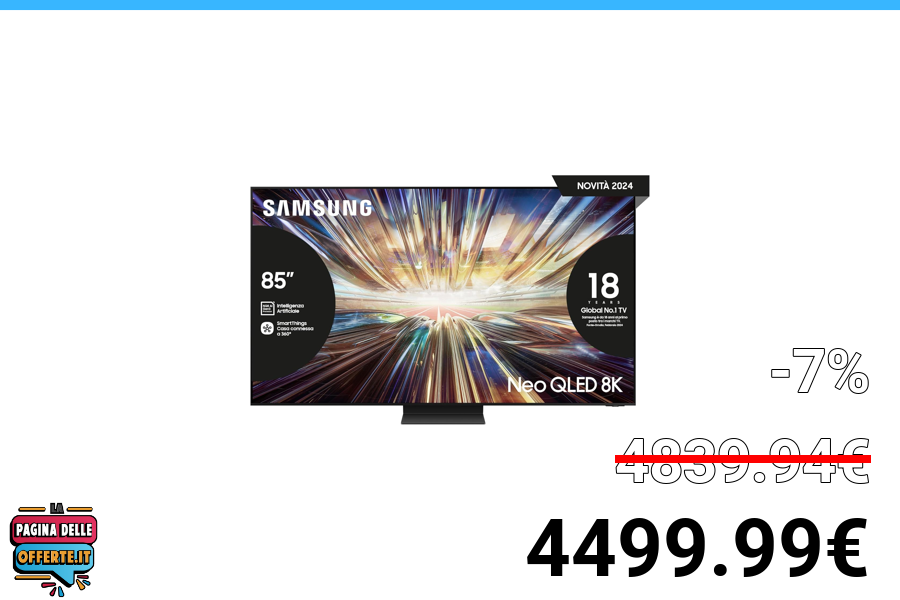 NOVITÀ 2024
SAMSUNG
85”
Intelligenza
Artificiale
SmartThings
Casa connessa
a 360°
18
YEARS
Global No.1 TV
Neo QLED 8K
-7%
4839.94€
4499.99€
LA
PAGINA DELLE
OFFERTE.IT